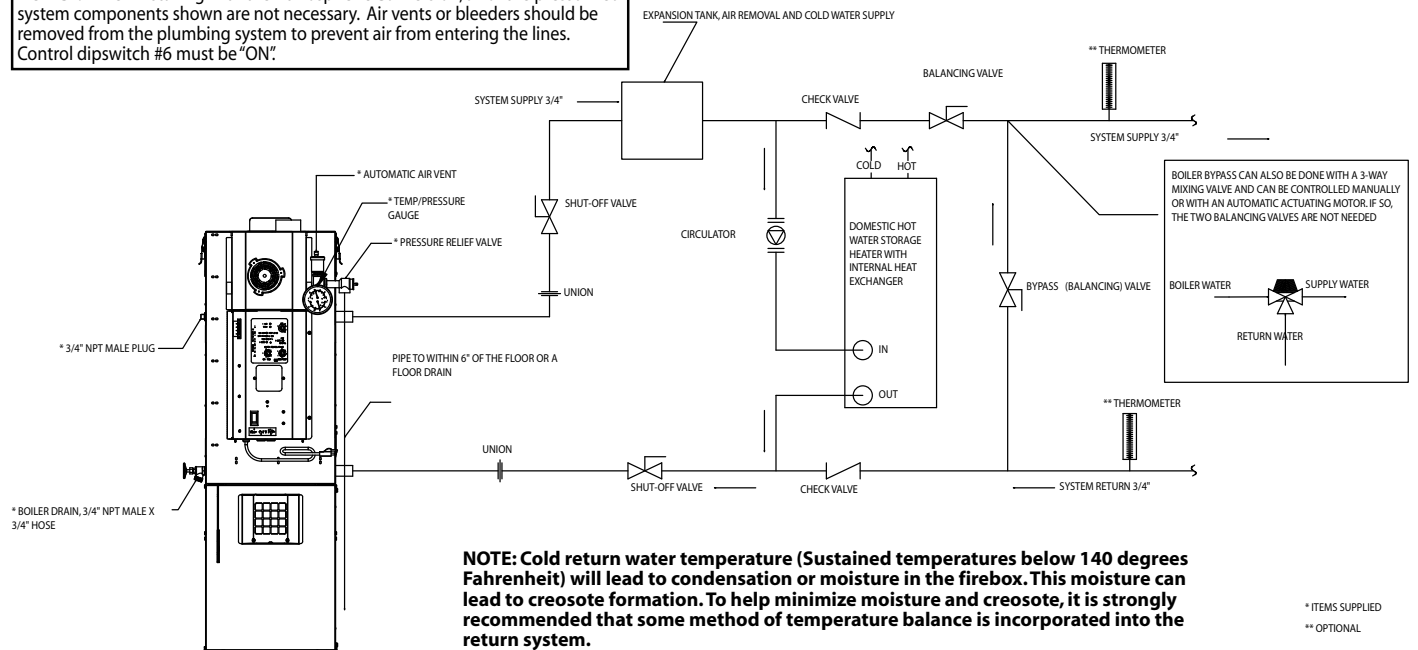 system components shown are not necessary. Air vents or bleeders should be
removed from the plumbing system to prevent air from entering the lines.
Control dipswitch #6 must be "ON".
EXPANSION TANK, AIR REMOVAL AND COLD WATER SUPPLY
** THERMOMETER
BALANCING VALVE
SYSTEM SUPPLY 3/4"
CHECK VALVE
SYSTEM SUPPLY 3/4"
COLD
HOT
* AUTOMATIC AIR VENT
* TEMP/PRESSURE
GAUGE
* PRESSURE RELIEF VALVE
SHUT-OFF VALVE
CIRCULATOR
DOMESTIC HOT
WATER STORAGE
HEATER WITH
INTERNAL HEAT
EXCHANGER
BOILER BYPASS CAN ALSO BE DONE WITH A 3-WAY
MIXING VALVE AND CAN BE CONTROLLED MANUALLY
OR WITH AN AUTOMATIC ACTUATING MOTOR. IF SO,
THE TWO BALANCING VALVES ARE NOT NEEDED
UNION
BYPASS (BALANCING) VALVE
BOILER WATER
SUPPLY WATER
RETURN WATER
* 3/4" NPT MALE PLUG
PIPE TO WITHIN 6" OF THE FLOOR OR A
FLOOR DRAIN
IN
OUT
** THERMOMETER
UNION
SHUT-OFF VALVE
CHECK VALVE
SYSTEM RETURN 3/4"
* BOILER DRAIN, 3/4" NPT MALE X
3/4" HOSE
NOTE: Cold return water temperature (Sustained temperatures below 140 degrees
Fahrenheit) will lead to condensation or moisture in the firebox. This moisture can
lead to creosote formation. To help minimize moisture and creosote, it is strongly
recommended that some method of temperature balance is incorporated into the
return system.
* ITEMS SUPPLIED
** OPTIONAL